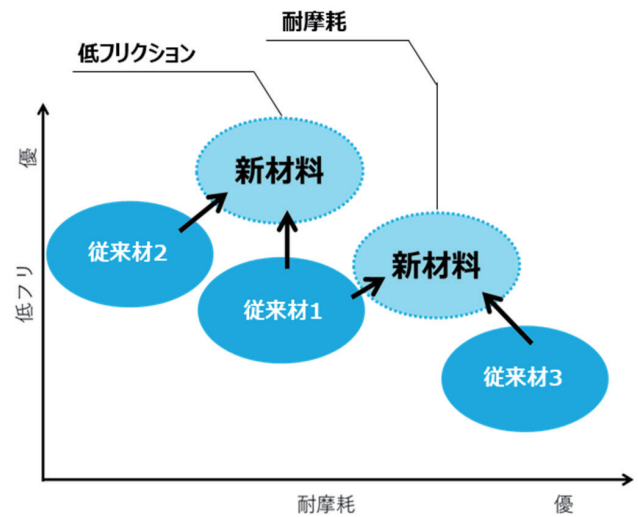 耐摩耗
低フリクション
新材料
従来材2
新材料
従来材1
従来材3
低フリ 優
耐摩耗 優